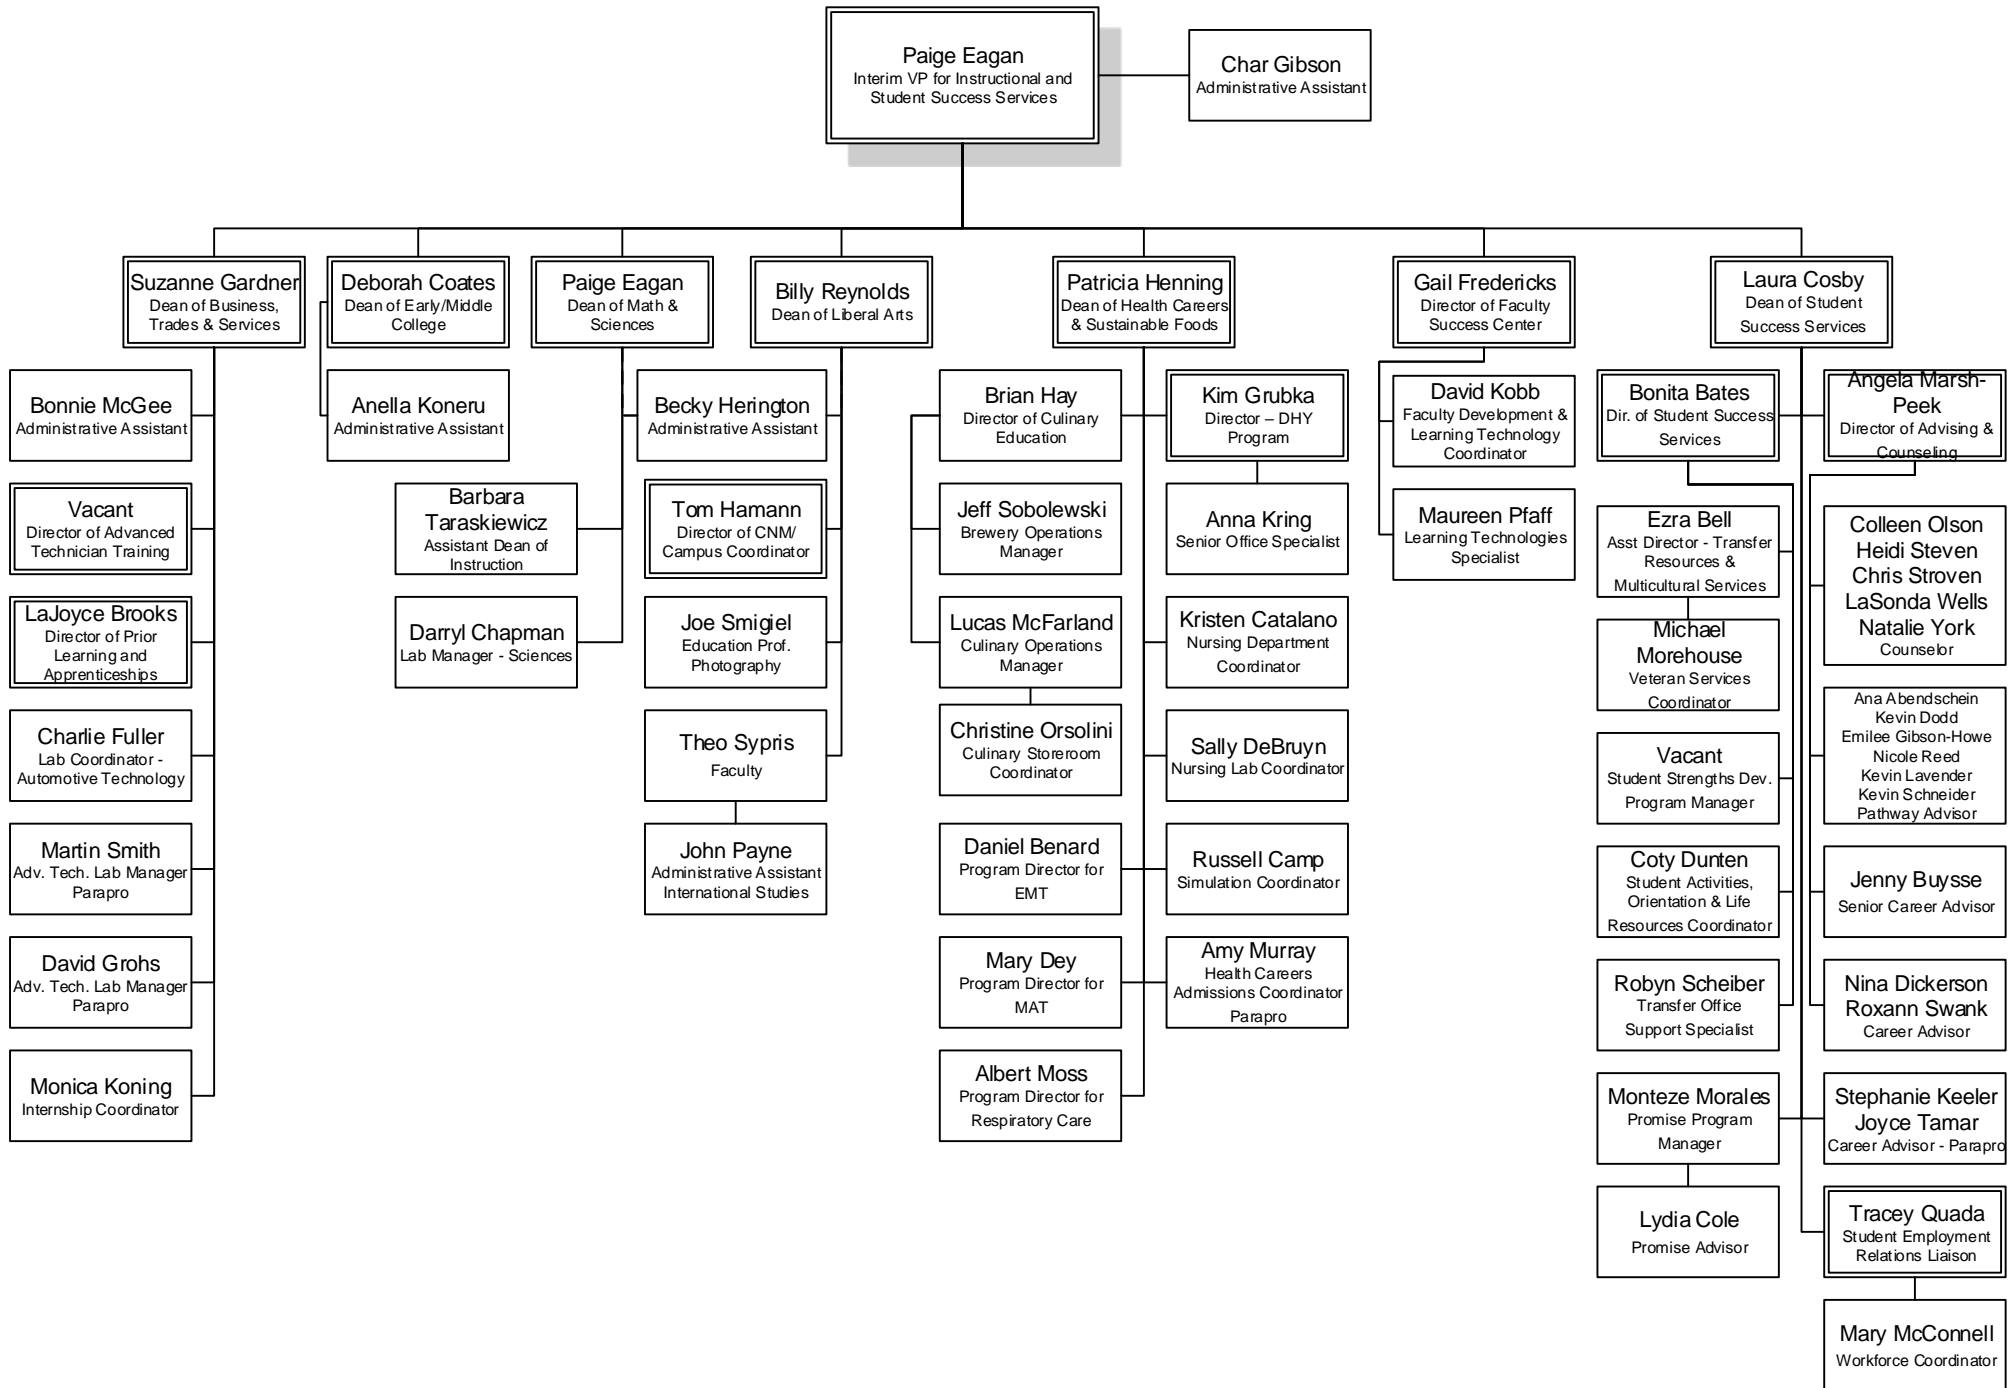 Paige Eagan
Interim VP for Instructional and
Student Success Services
Char Gibson
Administrative Assistant
Suzanne Gardner
Dean of Business,
Trades & Services
Deborah Coates
Dean of Early/Middle
College
Paige Eagan
Dean of Math &
Sciences
Billy Reynolds
Dean of Liberal Arts
Patricia Henning
Dean of Health Careers
& Sustainable Foods
Gail Fredericks
Director of Faculty
Success Center
Laura Cosby
Dean of Student
Success Services
Bonnie McGee
Administrative Assistant
Vacant
Director of Advanced
Technician Training
LaJoyce Brooks
Director of Prior
Learning and
Apprenticeships
Charlie Fuller
Lab Coordinator -
Automotive Technology
Martin Smith
Adv. Tech. Lab Manager
Parapro
David Grohs
Adv. Tech. Lab Manager
Parapro
Monica Koning
Internship Coordinator
Anella Koneru
Administrative Assistant
Becky Herington
Administrative Assistant
Barbara
Taraskiewicz
Assistant Dean of
Instruction
Darryl Chapman
Lab Manager - Sciences
Tom Hamann
Director of CNM/
Campus Coordinator
Joe Smigiel
Education Prof.
Photography
Theo Sypris
Faculty
John Payne
Administrative Assistant
International Studies
Brian Hay
Director of Culinary
Education
Jeff Sobolewski
Brewery Operations
Manager
Lucas McFarland
Culinary Operations
Manager
Christine Orsolini
Culinary Storeroom
Coordinator
Daniel Benard
Program Director for
EMT
Mary Dey
Program Director for
MAT
Albert Moss
Program Director for
Respiratory Care
Kim Grubka
Director – DHY
Program
Anna Kring
Senior Office Specialist
Kristen Catalano
Nursing Department
Coordinator
Sally DeBruyn
Nursing Lab Coordinator
Russell Camp
Simulation Coordinator
Amy Murray
Health Careers
Admissions Coordinator
Parapro
David Kobb
Faculty Development &
Learning Technology
Coordinator
Maureen Pfaff
Learning Technologies
Specialist
Bonita Bates
Dir. of Student Success
Services
Ezra Bell
Asst Director - Transfer
Resources &
Multicultural Services
Michael
Morehouse
Veteran Services
Coordinator
Vacant
Student Strengths Dev.
Program Manager
Coty Dunten
Student Activities,
Orientation & Life
Resources Coordinator
Robyn Scheiber
Transfer Office
Support Specialist
Monteze Morales
Promise Program
Manager
Lydia Cole
Promise Advisor
Angela Marsh-
Peek
Director of Advising &
Counseling
Colleen Olson
Heidi Steven
Chris Stroven
LaSonda Wells
Natalie York
Counselor
Ana Abendschein
Kevin Dodd
Emilee Gibson-Howe
Nicole Reed
Kevin Lavender
Kevin Schneider
Pathway Advisor
Jenny Buysse
Senior Career Advisor
Nina Dickerson
Roxann Swank
Career Advisor
Stephanie Keeler
Joyce Tamar
Career Advisor - Parapro
Tracey Quada
Student Employment
Relations Liaison
Mary McConnell
Workforce Coordinator